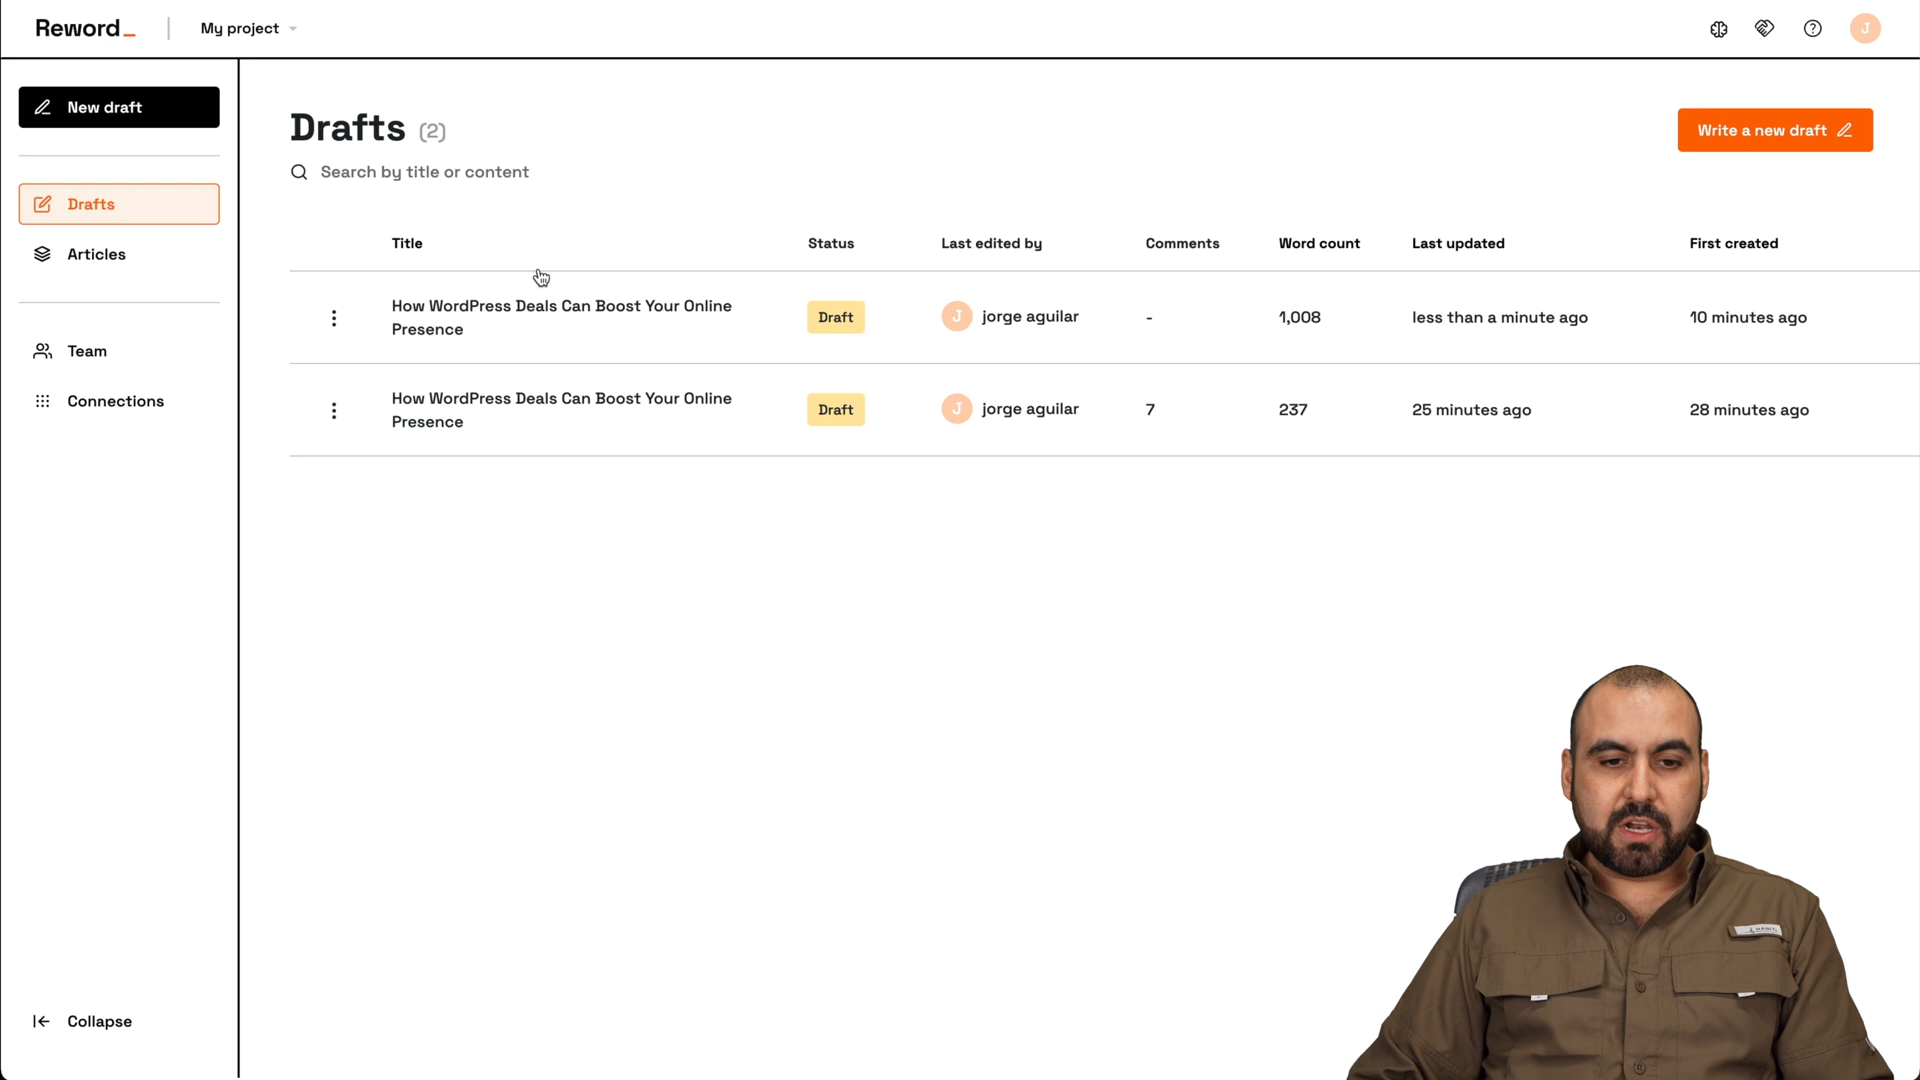 Reword_
My project
J
New draft
Drafts
Articles
Team
Connections
Collapse
Drafts (2)
Write a new draft
Search by title or content
Title Status Last edited by Comments Word count Last updated First created
How WordPress Deals Can Boost Your Online
Presence
Draft J jorge aguilar - 1,008 less than a minute ago 10 minutes ago
How WordPress Deals Can Boost Your Online
Presence
Draft J jorge aguilar 7 237 25 minutes ago 28 minutes ago